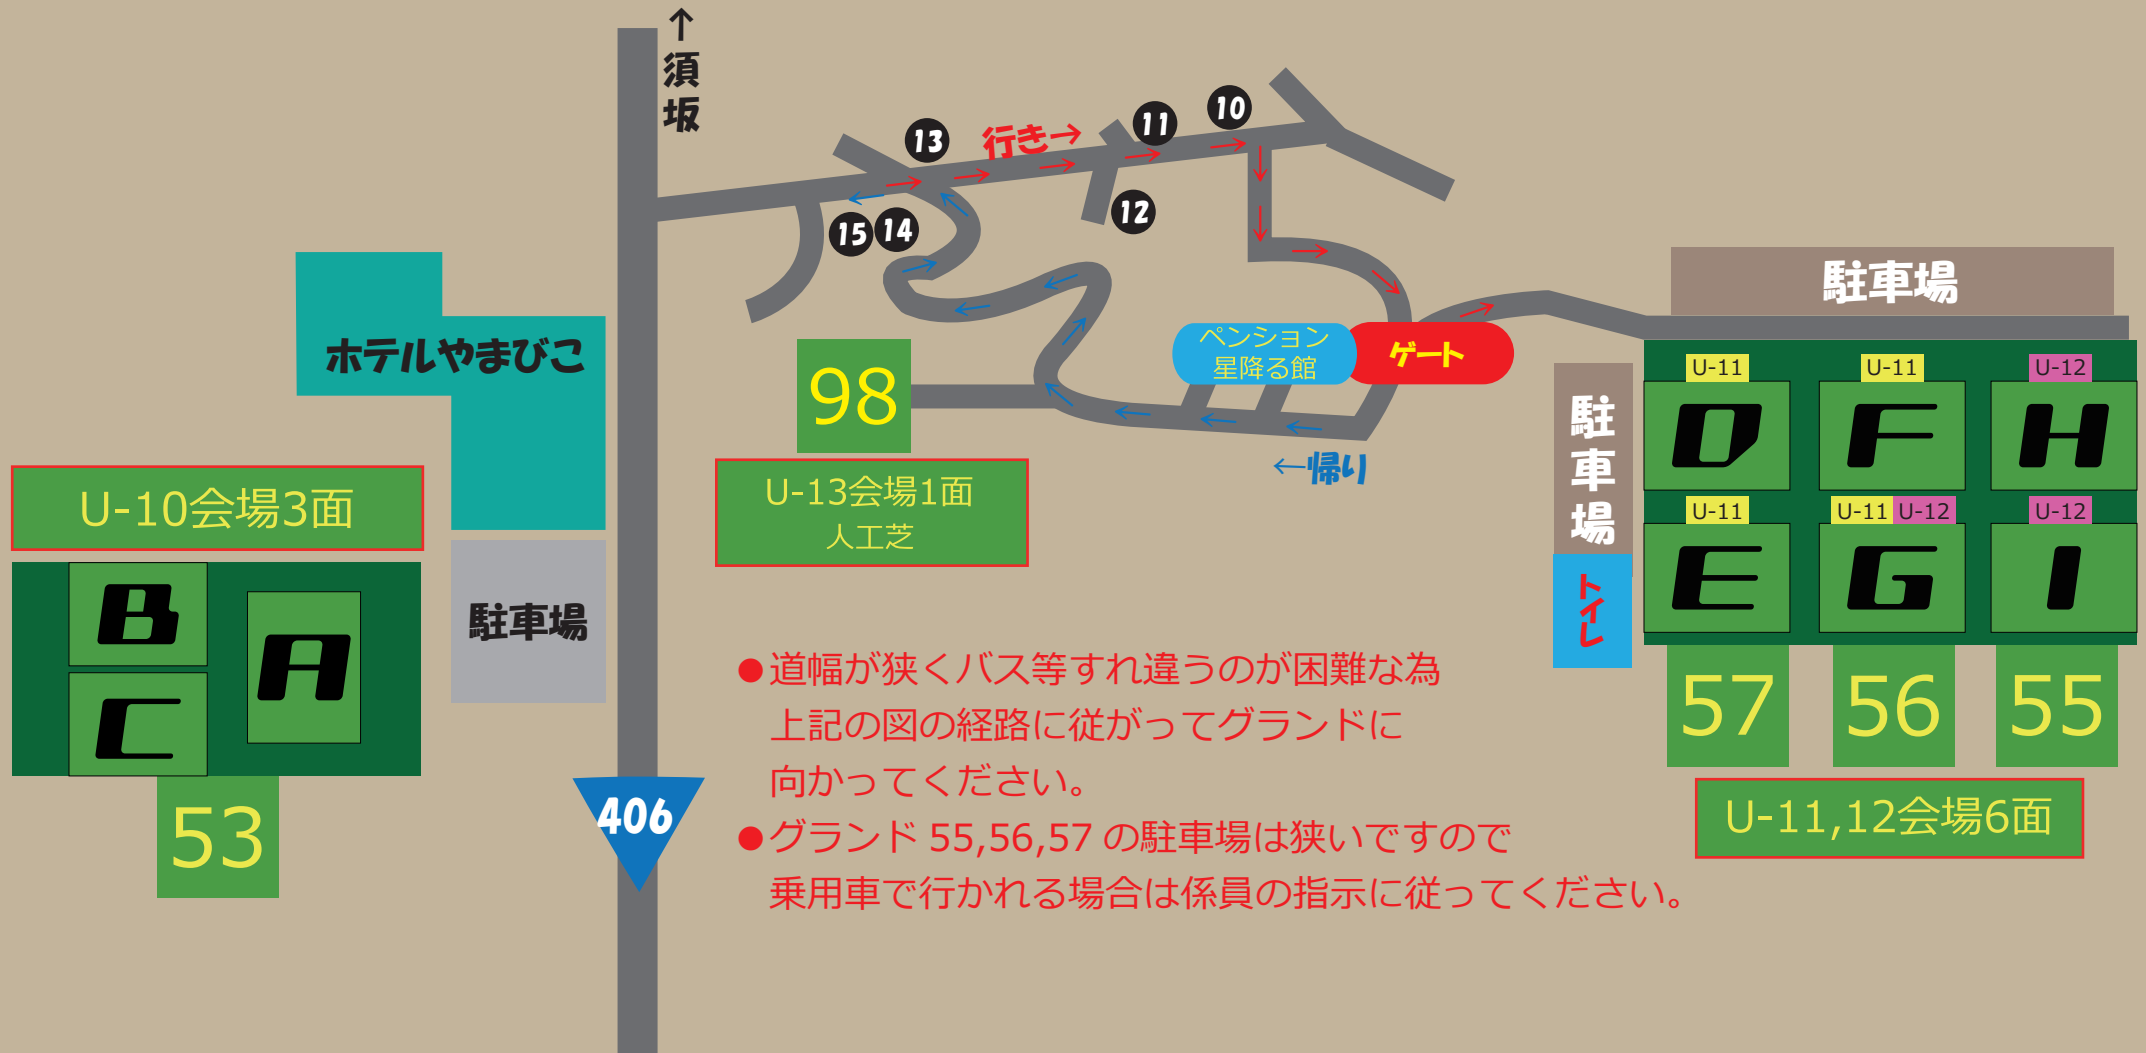 ↑須坂
13
行き→
11
10
15
14
12
ホテルやまびこ
駐車場
98
U-13会場1面
人工芝
ペンション
星降る館
ゲート
←帰り
駐車場
駐車場
トイレ
U-11
U-11
U-12
D
F
H
U-11
U-11 U-12
U-12
E
G
I
57
56
55
U-11,12会場6面
U-10会場3面
B
A
C
53
406
●道幅が狭くバス等すれ違うのが困難な為
上記の図の経路に従がってグランドに
向かってください。
●グランド 55,56,57 の駐車場は狭いですので
乗用車で行かれる場合は係員の指示に従ってください。